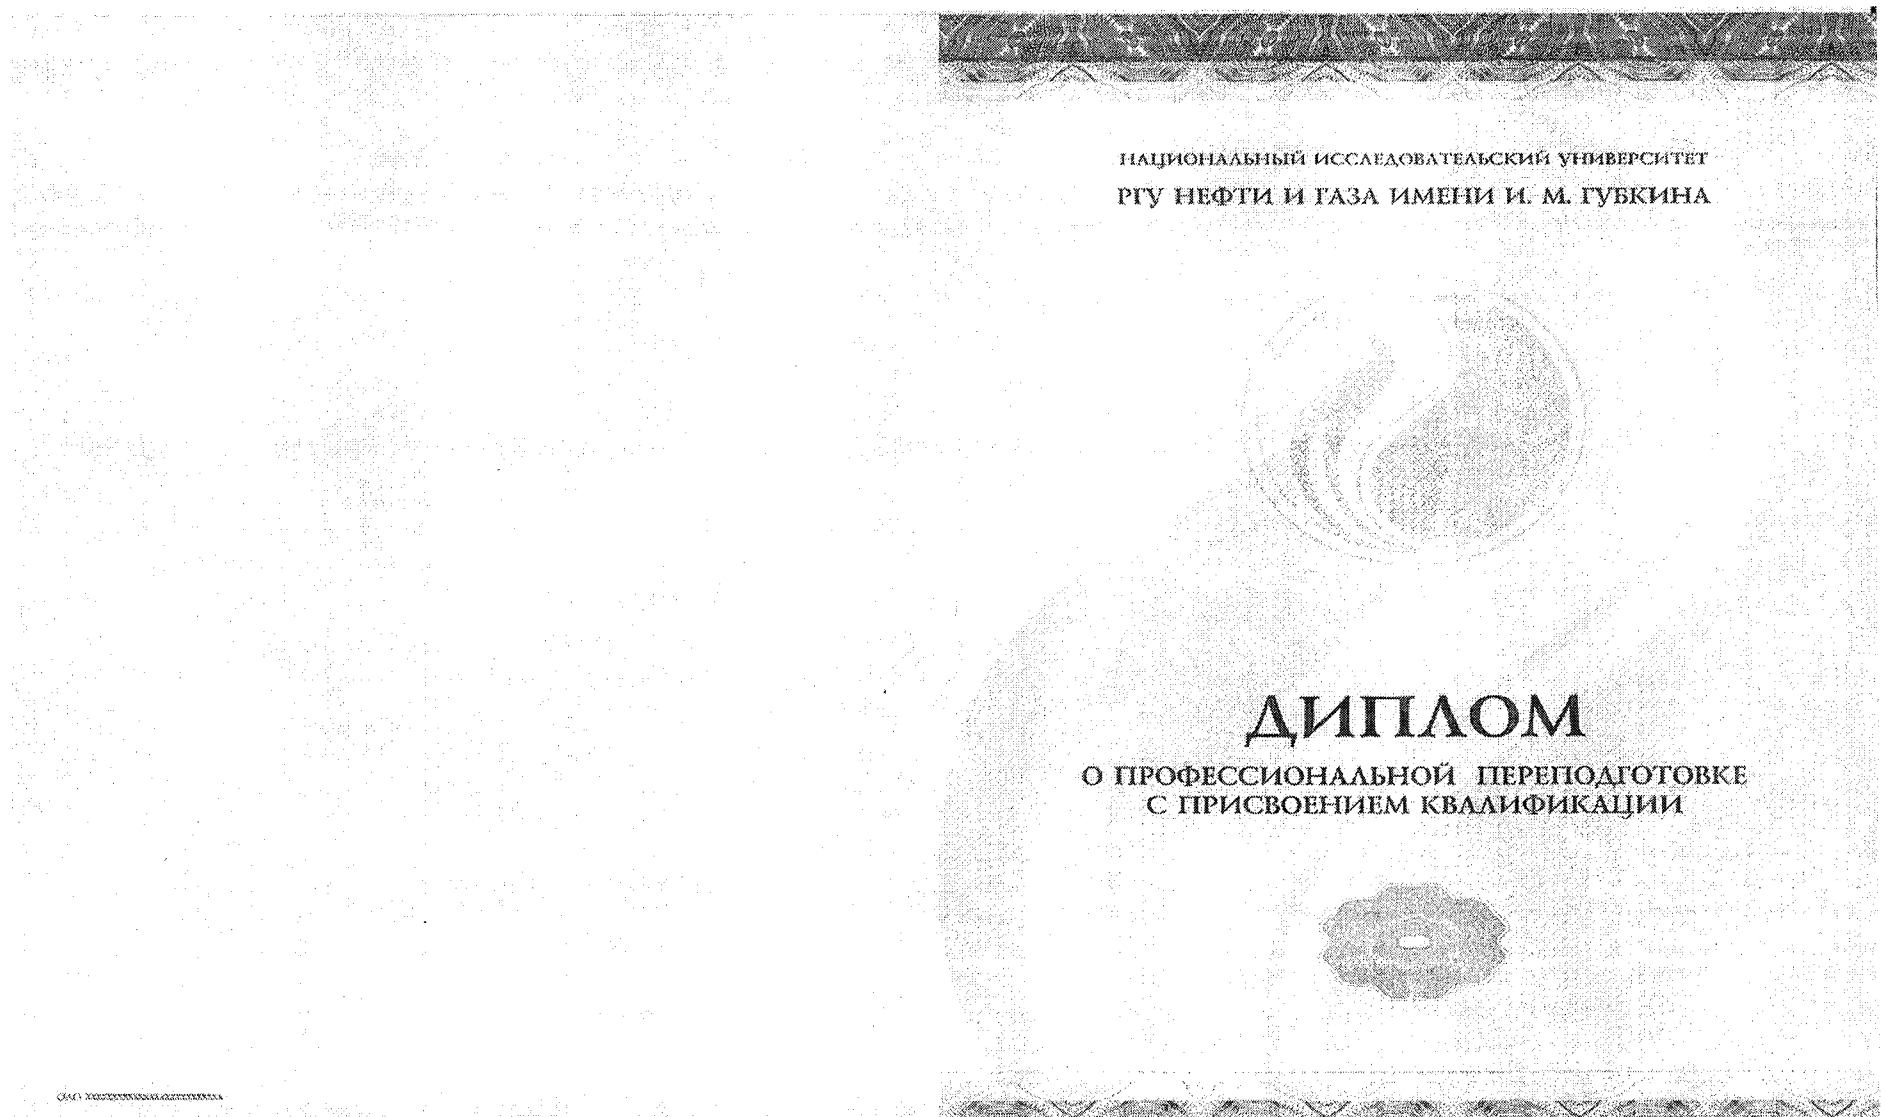 НАЦИОНАЛЬНЫЙ ИССЛЕДОВАТЕЛЬСКИЙ УНИВЕРСИТЕТ
РГУ НЕФТИ И ГАЗА ИМЕНИ И. М. ГУБКИНА
ДИПЛОМ
О ПРОФЕССИОНАЛЬНОЙ ПЕРЕПОДГОТОВКЕ
С ПРИСВОЕНИЕМ КВАЛИФИКАЦИИ